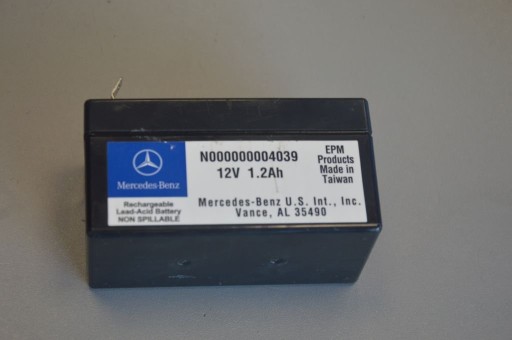 Mercedes-Benz
Rechargeable
Lead-Acid Battery
NON SPILLABLE
N000000004039
12V 1.2Ah
EPM
Products
Made in
Taiwan
Mercedes-Benz U.S. Int., Inc.
Vance, AL 35490